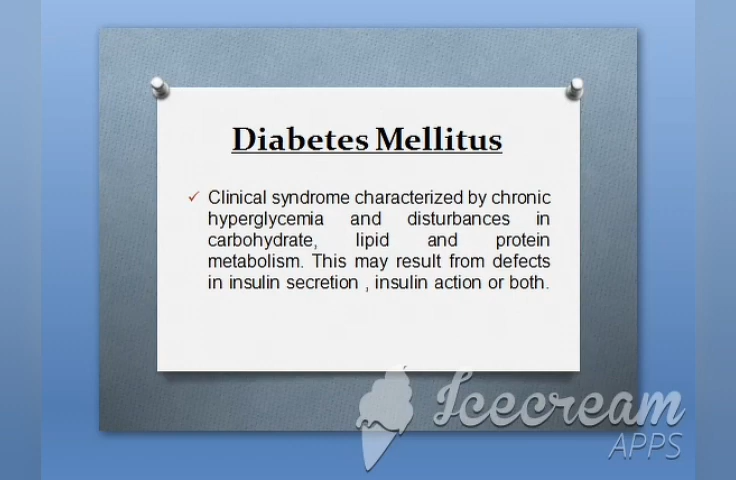 Diabetes Mellitus
✓ Clinical syndrome characterized by chronic
hyperglycemia and disturbances in
carbohydrate, lipid and protein
metabolism. This may result from defects
in insulin secretion , insulin action or both.
Icecream
APPS